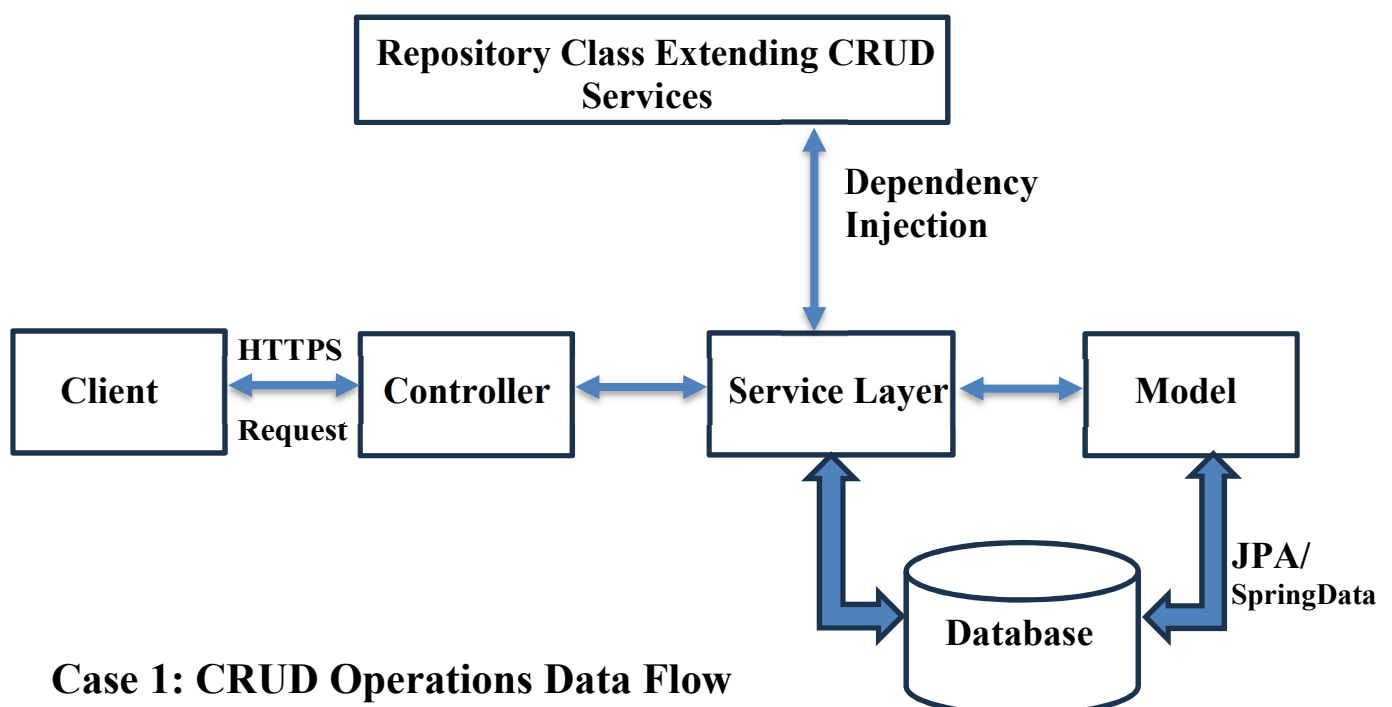 Repository Class Extending CRUD
Services
Dependency
Injection
HTTPS
Client
Controller
Service Layer
Model
Request
JPA/
SpringData
Database
Case 1: CRUD Operations Data Flow